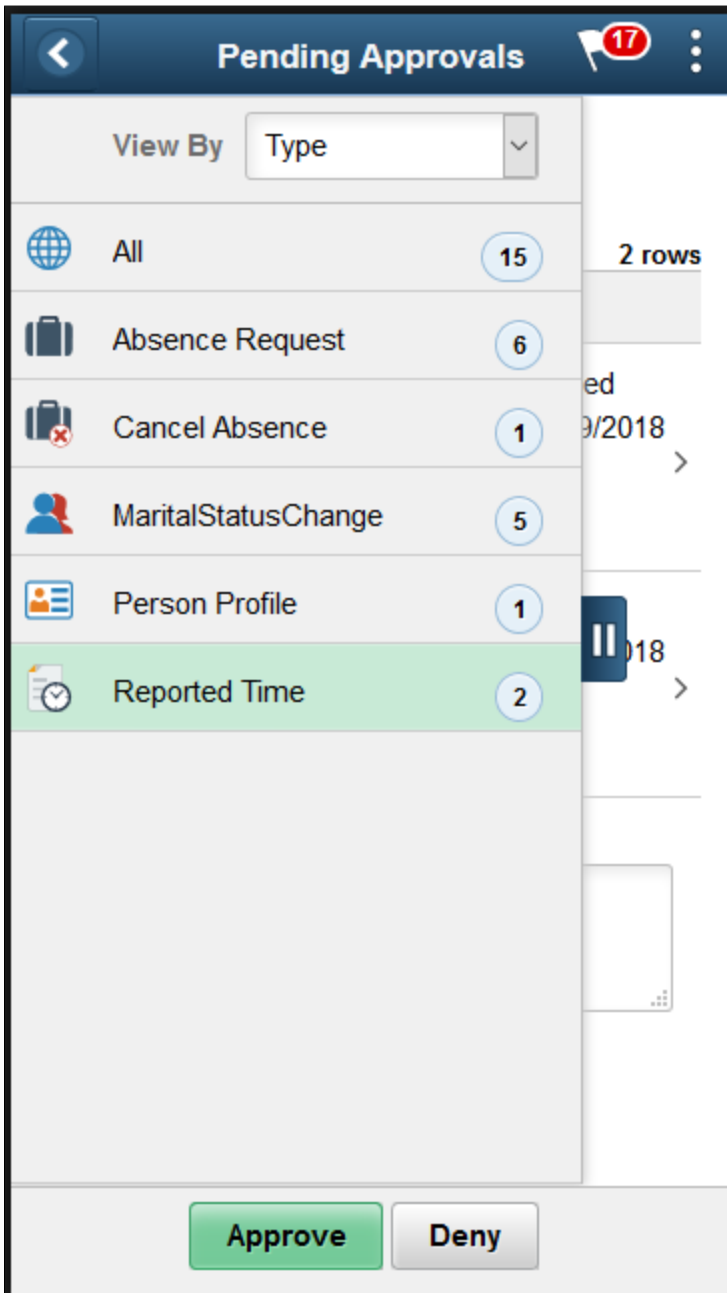 Pending Approvals 17
View By Type
All 15
2 rows
Absence Request 6
ed
Cancel Absence 1
9/2018
MaritalStatusChange 5
Person Profile 1
018
Reported Time 2
Approve Deny